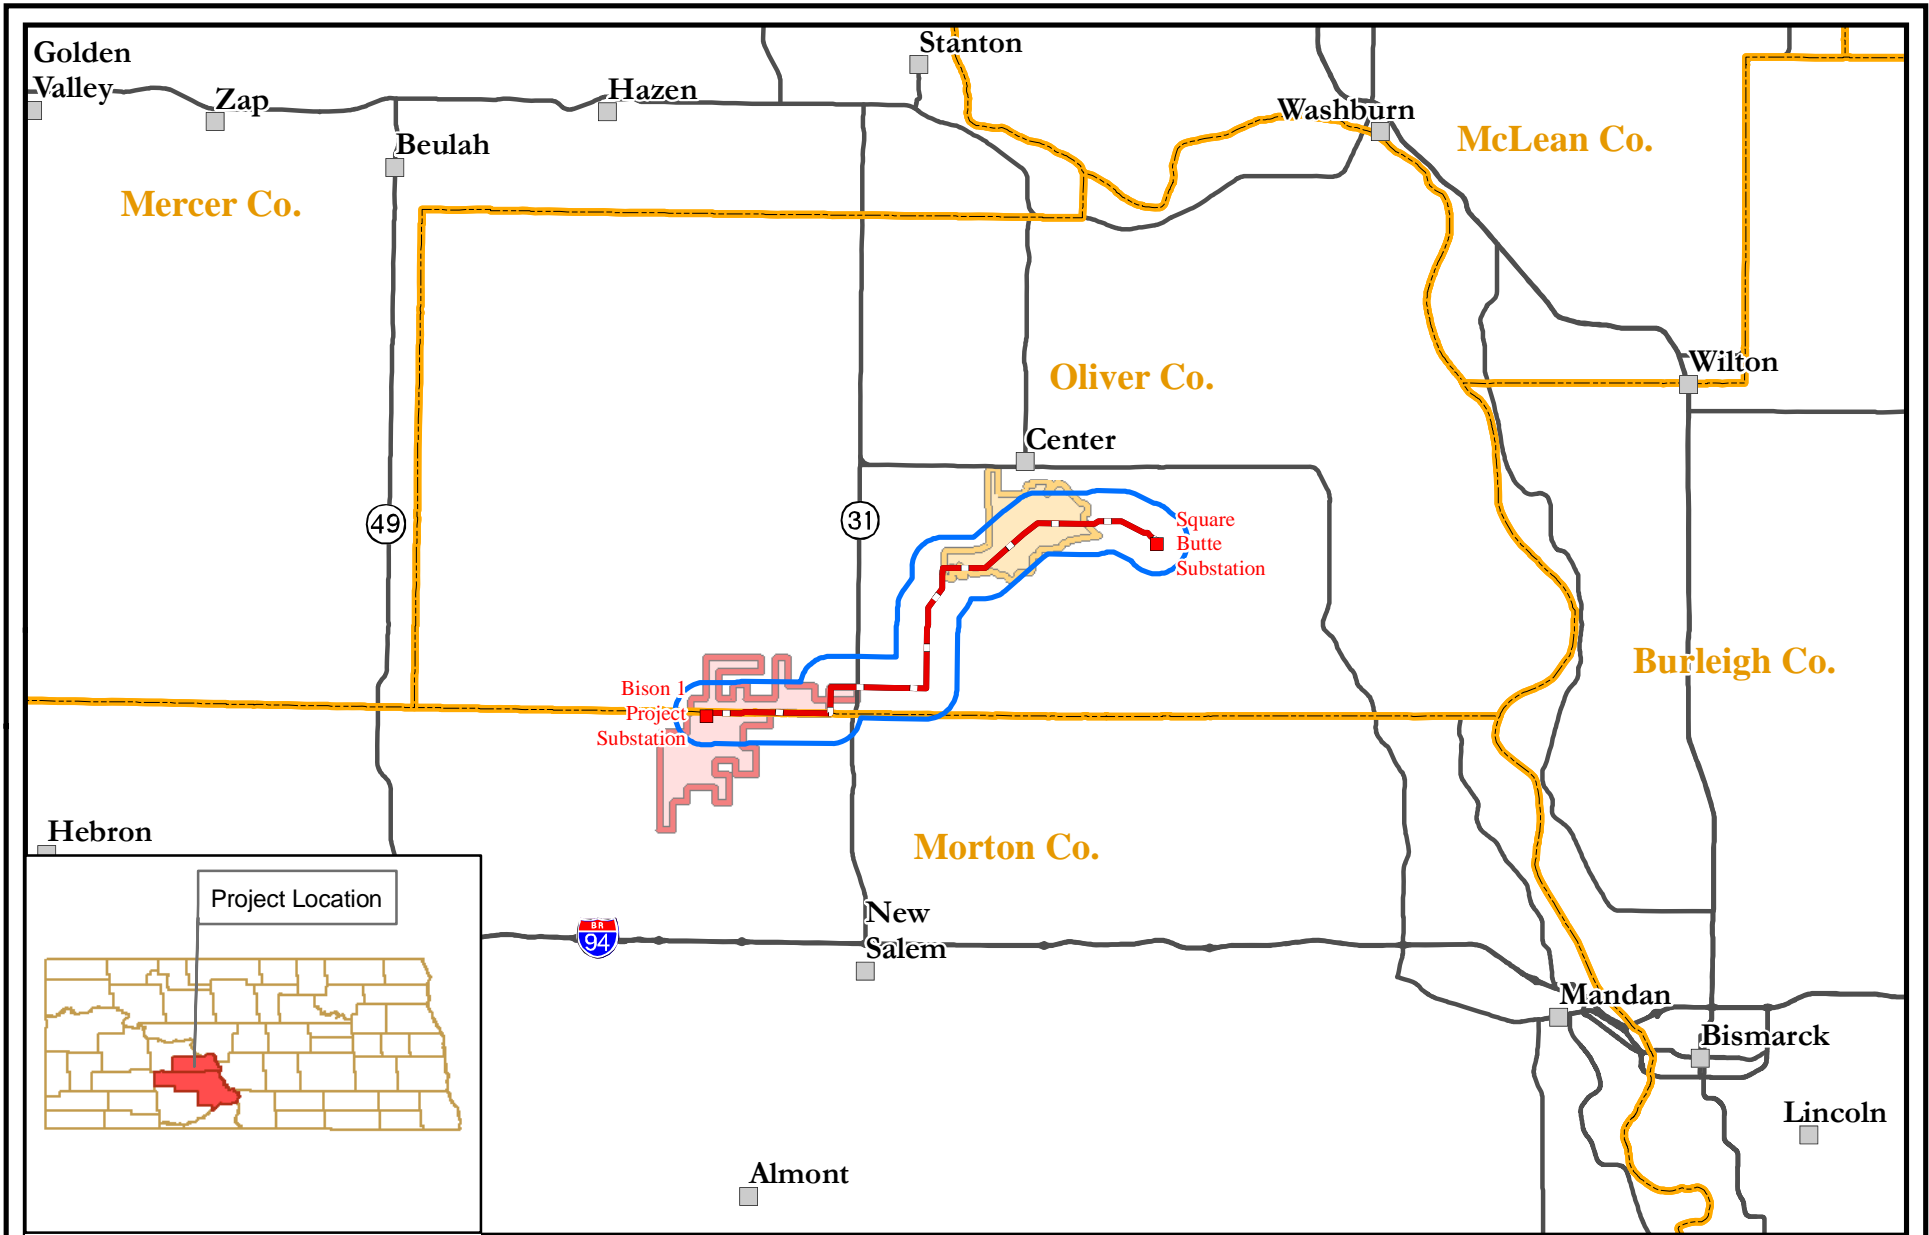 Golden
Valley
Zap
Hazen
Stanton
Washburn
McLean Co.
Beulah
Mercer Co.
Wilton
Oliver Co.
Center
49
31
Square
Butte
Substation
Burleigh Co.
Bison 1
Project
Substation
Hebron
Morton Co.
Project Location
New
Salem
BR
94
Mandan
Bismarck
Lincoln
Almont